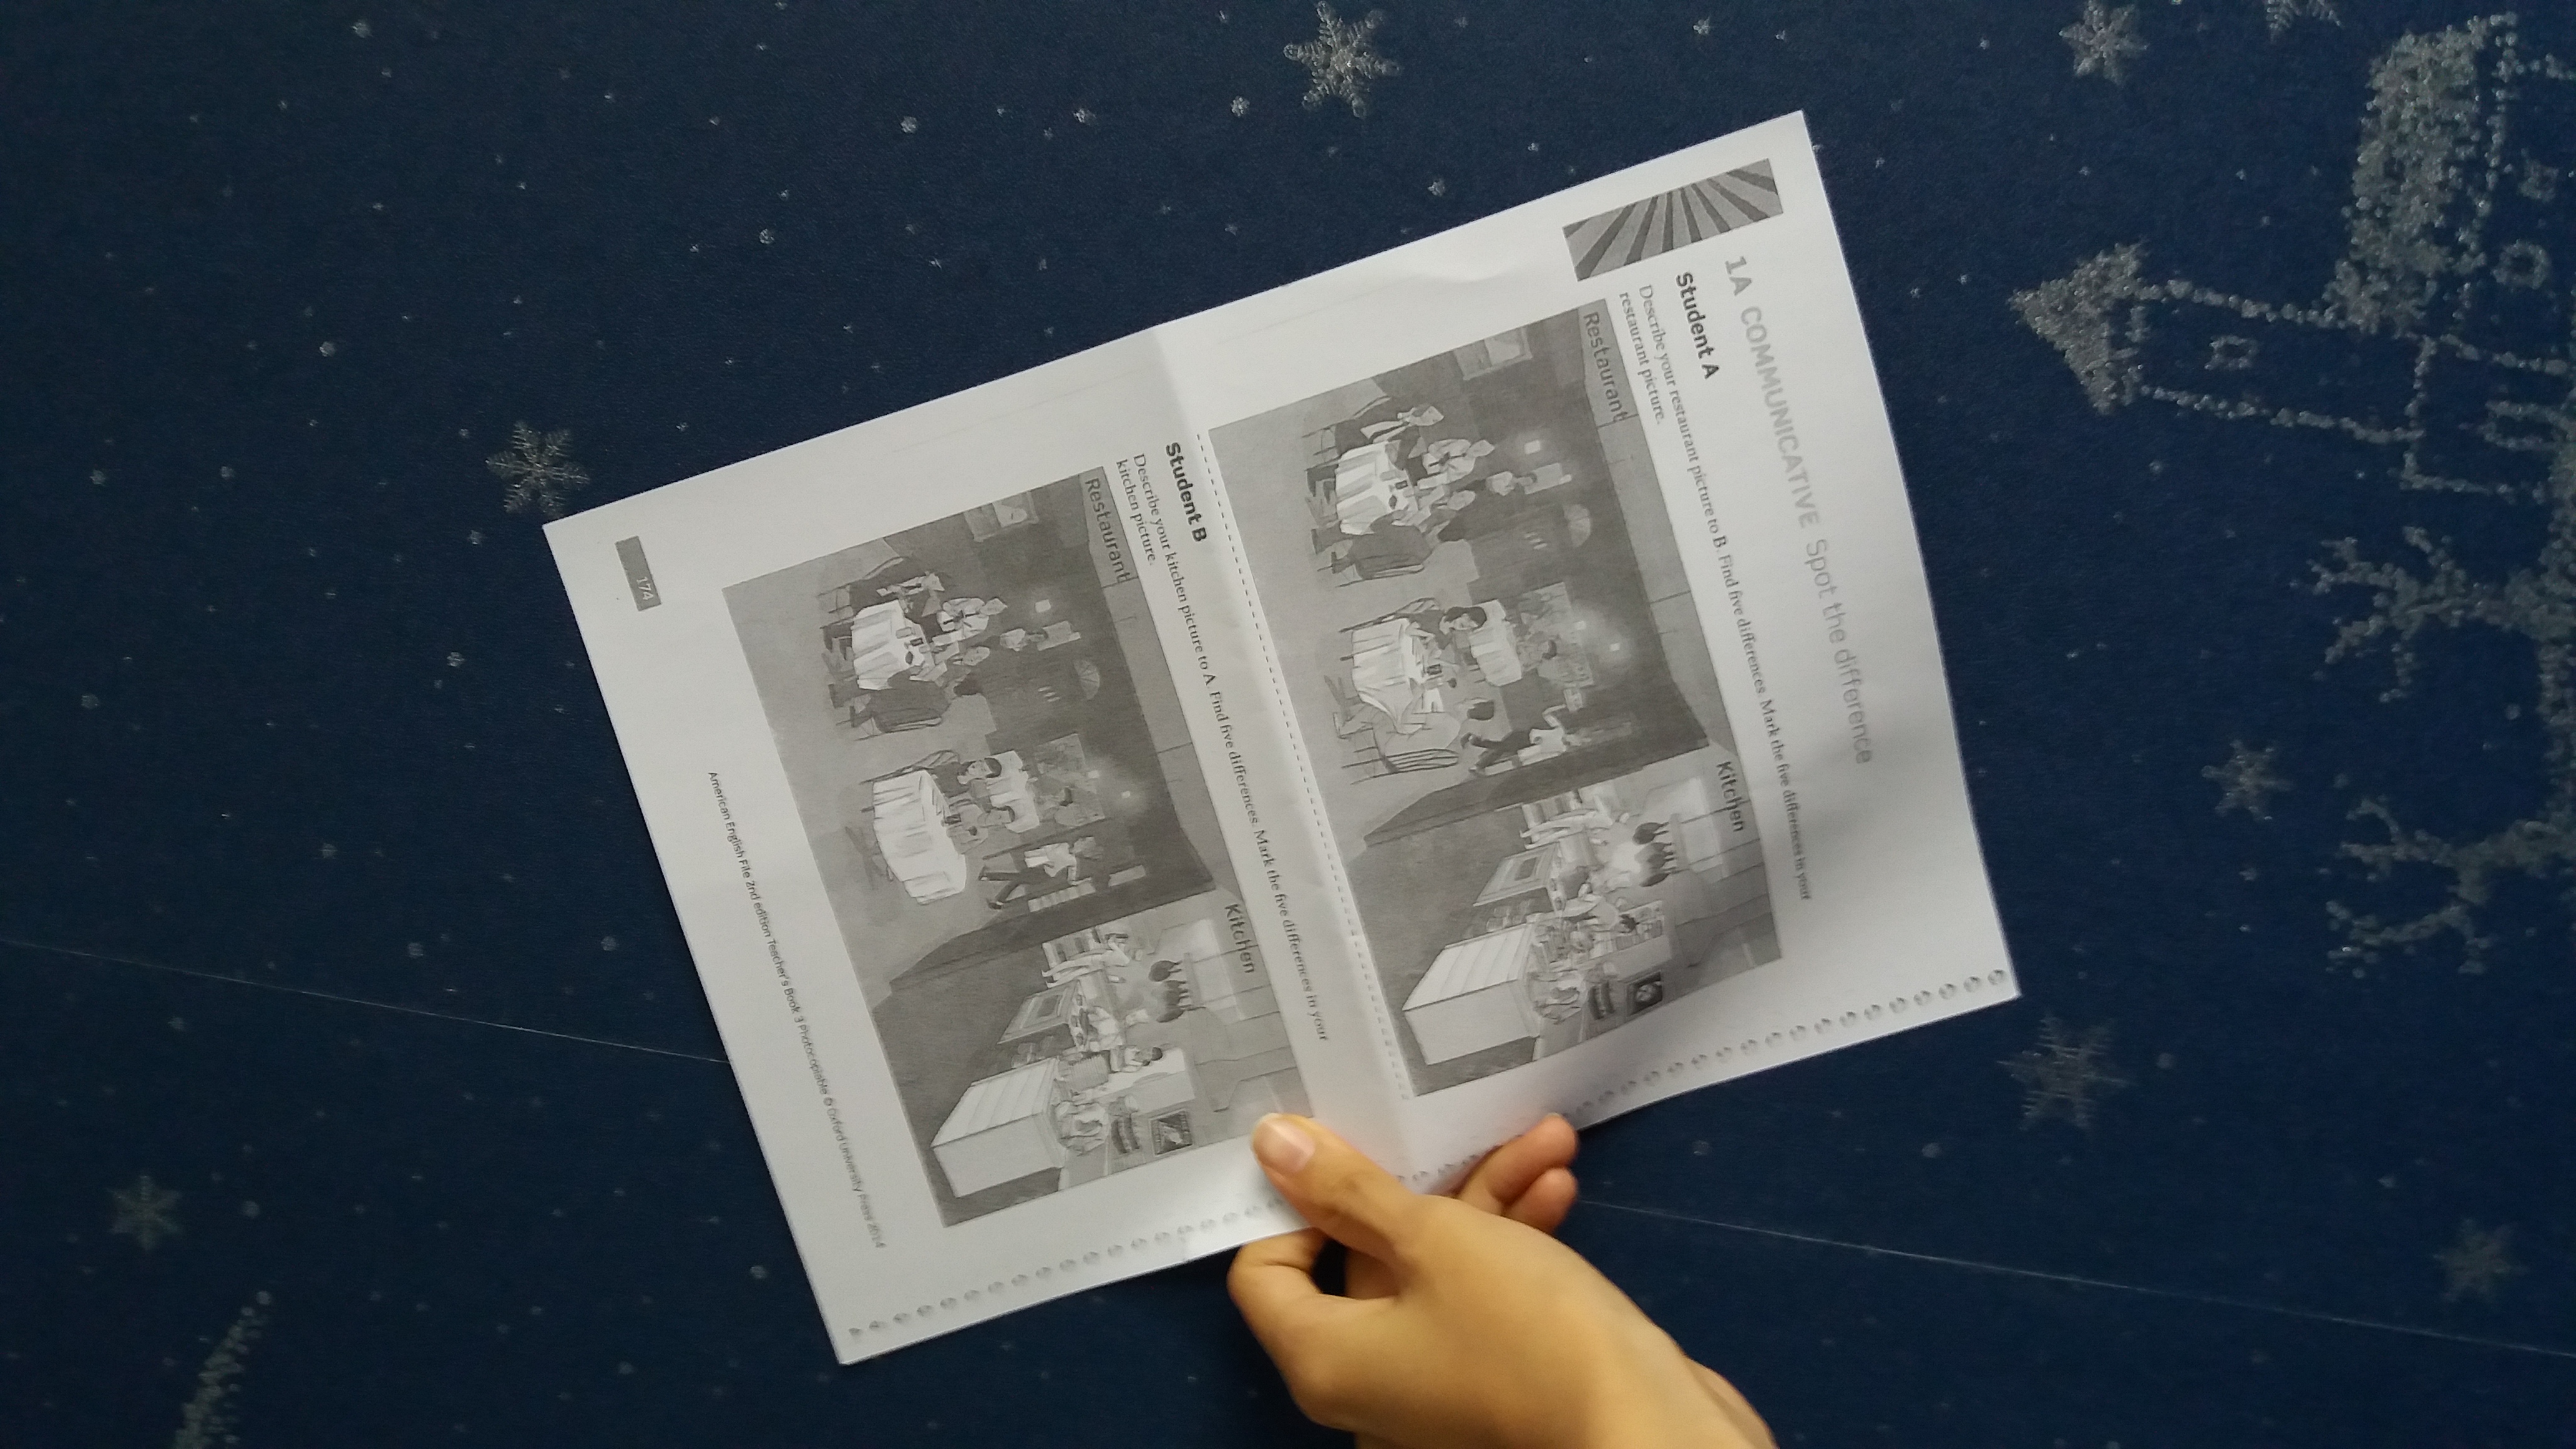 1A COMMUNICATIVE Spot the difference
Student A
Describe your restaurant picture to B. Find five differences. Mark the five differences in your
restaurant picture.
Restaurant
Kitchen
Student B
Describe your kitchen picture to A. Find five differences. Mark the five differences in your
kitchen picture.
Restaurant
Kitchen
174
American English File 2nd edition Teacher's Book 3 Photocopiable © Oxford University Press 2014